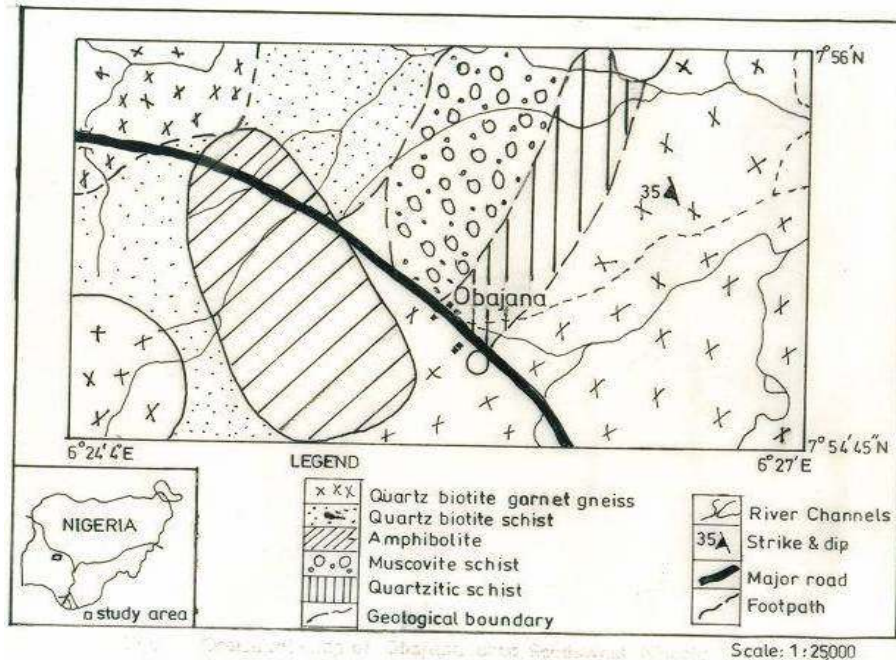 7°56'N
35
Obajana
6°24'4"E
7°54'45"N
6°27'E
LEGEND
Quartz biotite garnet gneiss
Quartz biotite schist
Amphibolite
Muscovite schist
Quartzitic schist
Geological boundary
River Channels
35 Strike & dip
Major road
Footpath
NIGERIA
study area
Scale: 1:25000